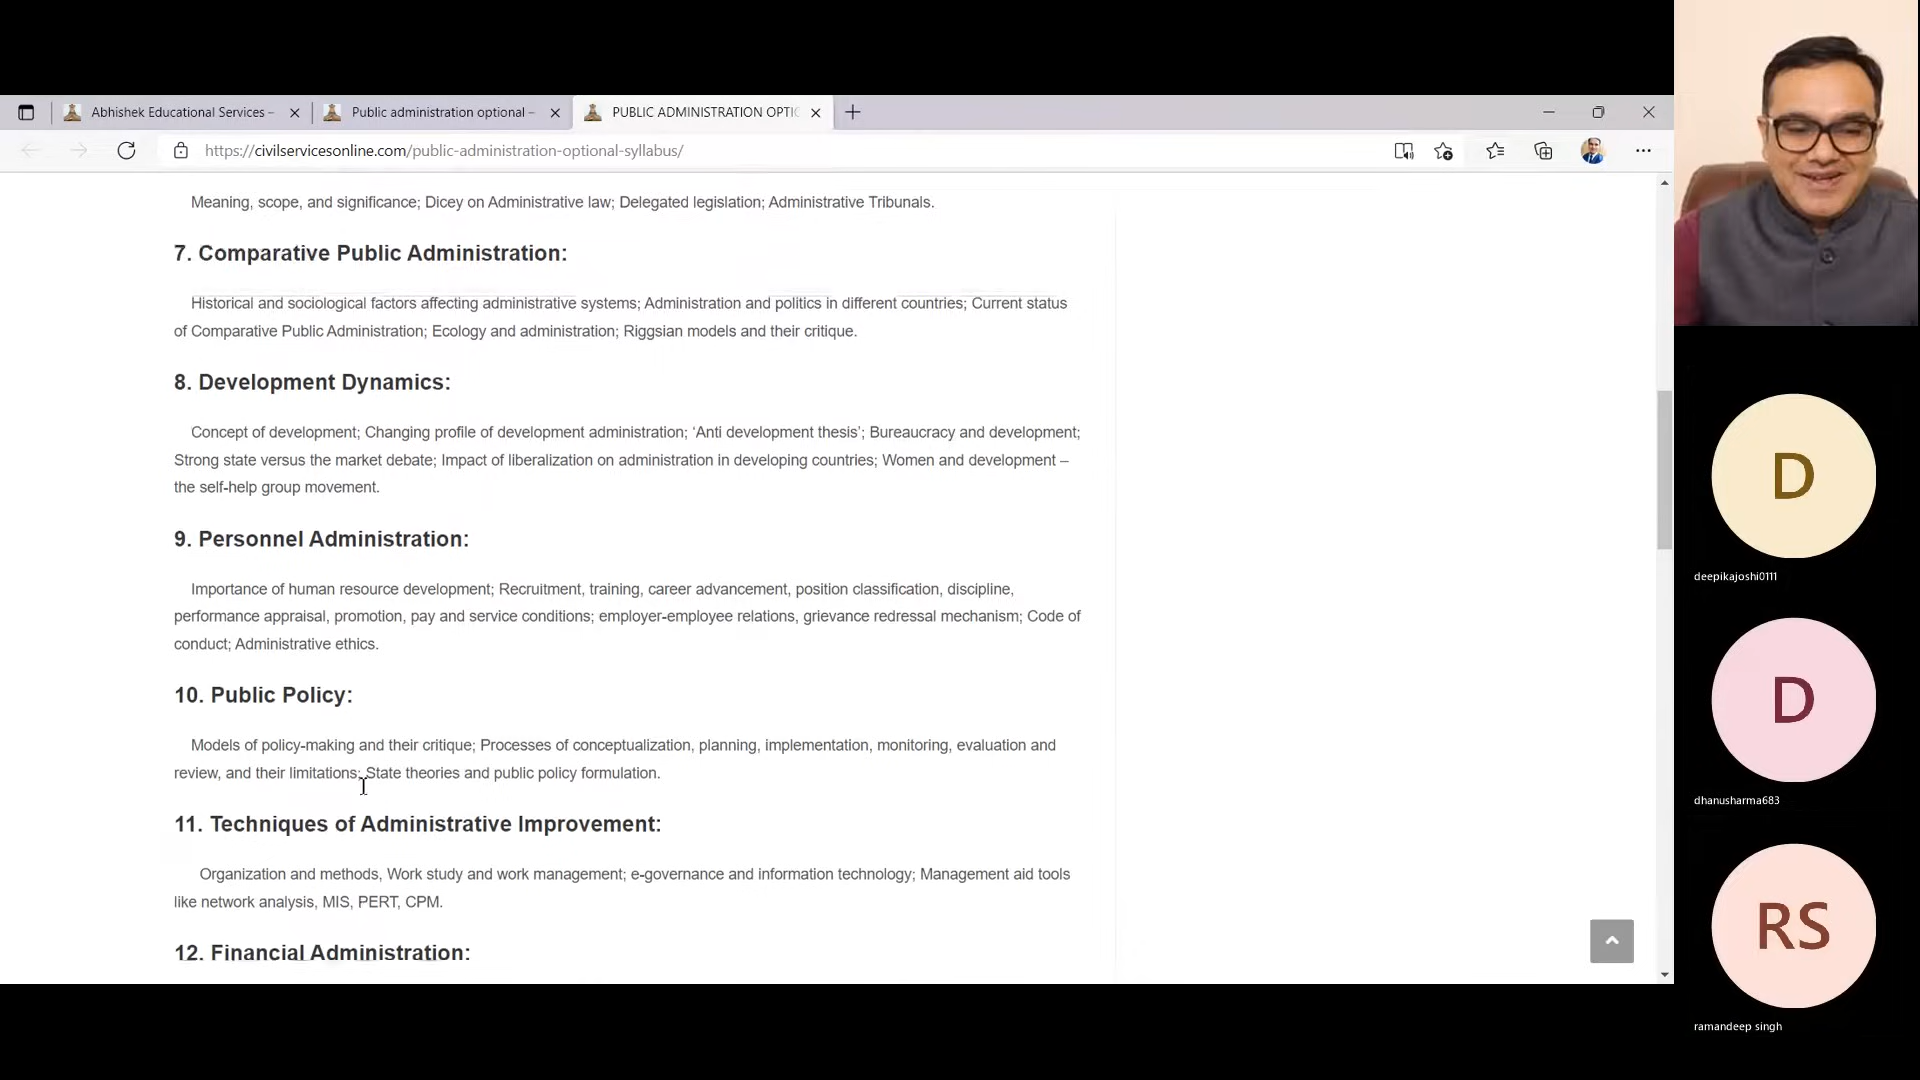 Abhishek Educational Services –
Public administration optional –
PUBLIC ADMINISTRATION OPTIC
https://civilservicesonline.com/public-administration-optional-syllabus/
Meaning, scope, and significance; Dicey on Administrative law; Delegated legislation; Administrative Tribunals.
7. Comparative Public Administration:
Historical and sociological factors affecting administrative systems; Administration and politics in different countries; Current status
of Comparative Public Administration; Ecology and administration; Riggsian models and their critique.
8. Development Dynamics:
Concept of development; Changing profile of development administration; ‘Anti development thesis’; Bureaucracy and development;
Strong state versus the market debate; Impact of liberalization on administration in developing countries; Women and development –
the self-help group movement.
9. Personnel Administration:
Importance of human resource development; Recruitment, training, career advancement, position classification, discipline,
performance appraisal, promotion, pay and service conditions; employer-employee relations, grievance redressal mechanism; Code of
conduct; Administrative ethics.
10. Public Policy:
Models of policy-making and their critique; Processes of conceptualization, planning, implementation, monitoring, evaluation and
review, and their limitations; State theories and public policy formulation.
11. Techniques of Administrative Improvement:
Organization and methods, Work study and work management; e-governance and information technology; Management aid tools
like network analysis, MIS, PERT, CPM.
12. Financial Administration:
D
deepikajoshi0111
D
dhanusharma683
RS
ramandeep singh